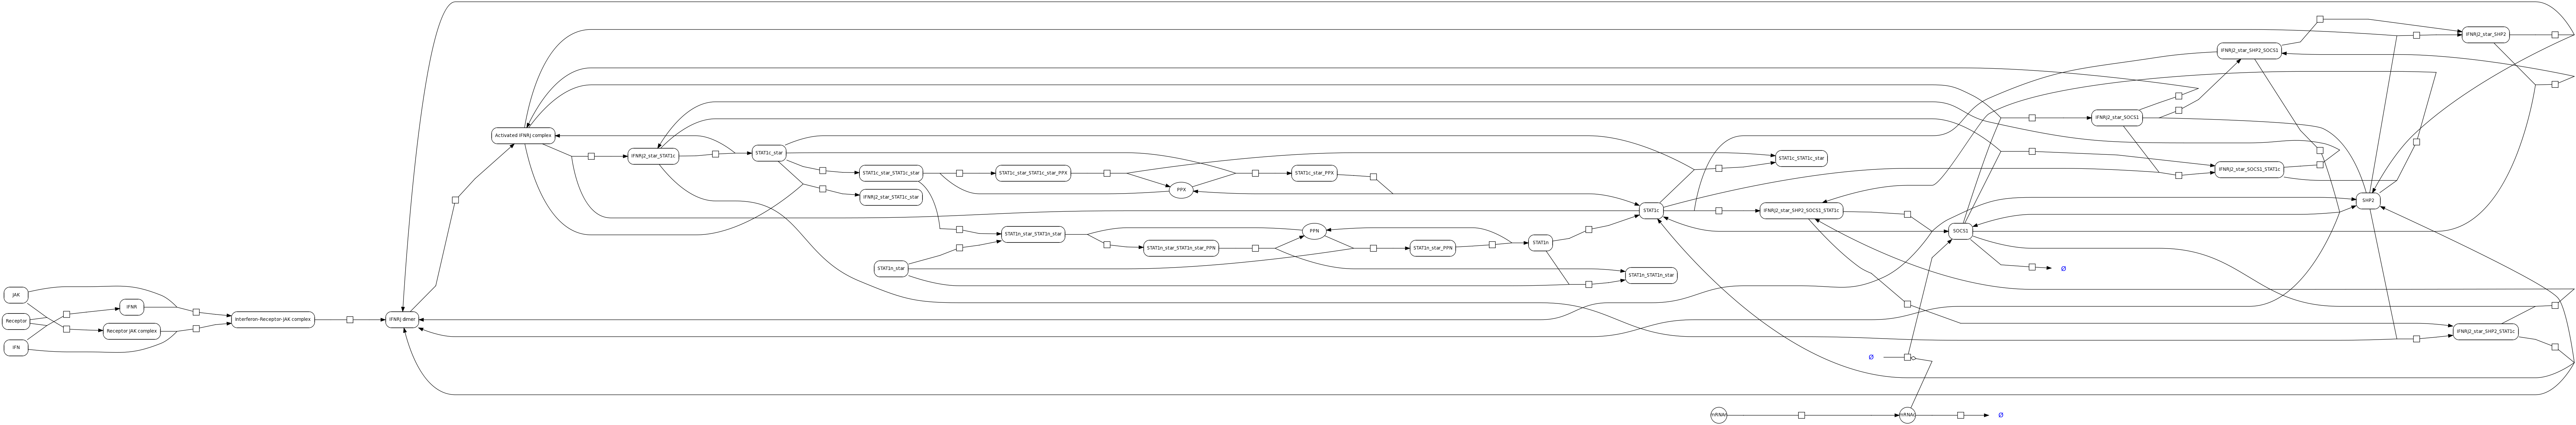 JAK
Receptor
IFN
IFNR
Receptor JAK complex
Interferon-Receptor-JAK complex
IFNRJ dimer
Activated IFNRJ complex
IFNRJ2_star_STAT1c
STAT1c_star
STAT1c_star_STAT1c_star
IFNRJ2_star_STAT1c_star
STAT1n_star
STAT1c_star_STAT1c_star_PPX
STAT1n_star_STAT1n_star
STAT1n_star_STAT1n_star_PPN
PPX
STAT1c_star_PPX
PPN
STAT1n_star_PPN
STAT1n
STAT1n_STAT1n_star
STAT1c
STAT1c_STAT1c_star
IFNRJ2_star_SHP2_SOCS1_STAT1c
SOCS1
Ø
Ø
mRNAn
mRNAc
Ø
IFNRJ2_star_SOCS1
IFNRJ2_star_SHP2_SOCS1
IFNRJ2_star_SOCS1_STAT1c
SHP2
IFNRJ2_star_SHP2
IFNRJ2_star_SHP2_STAT1c